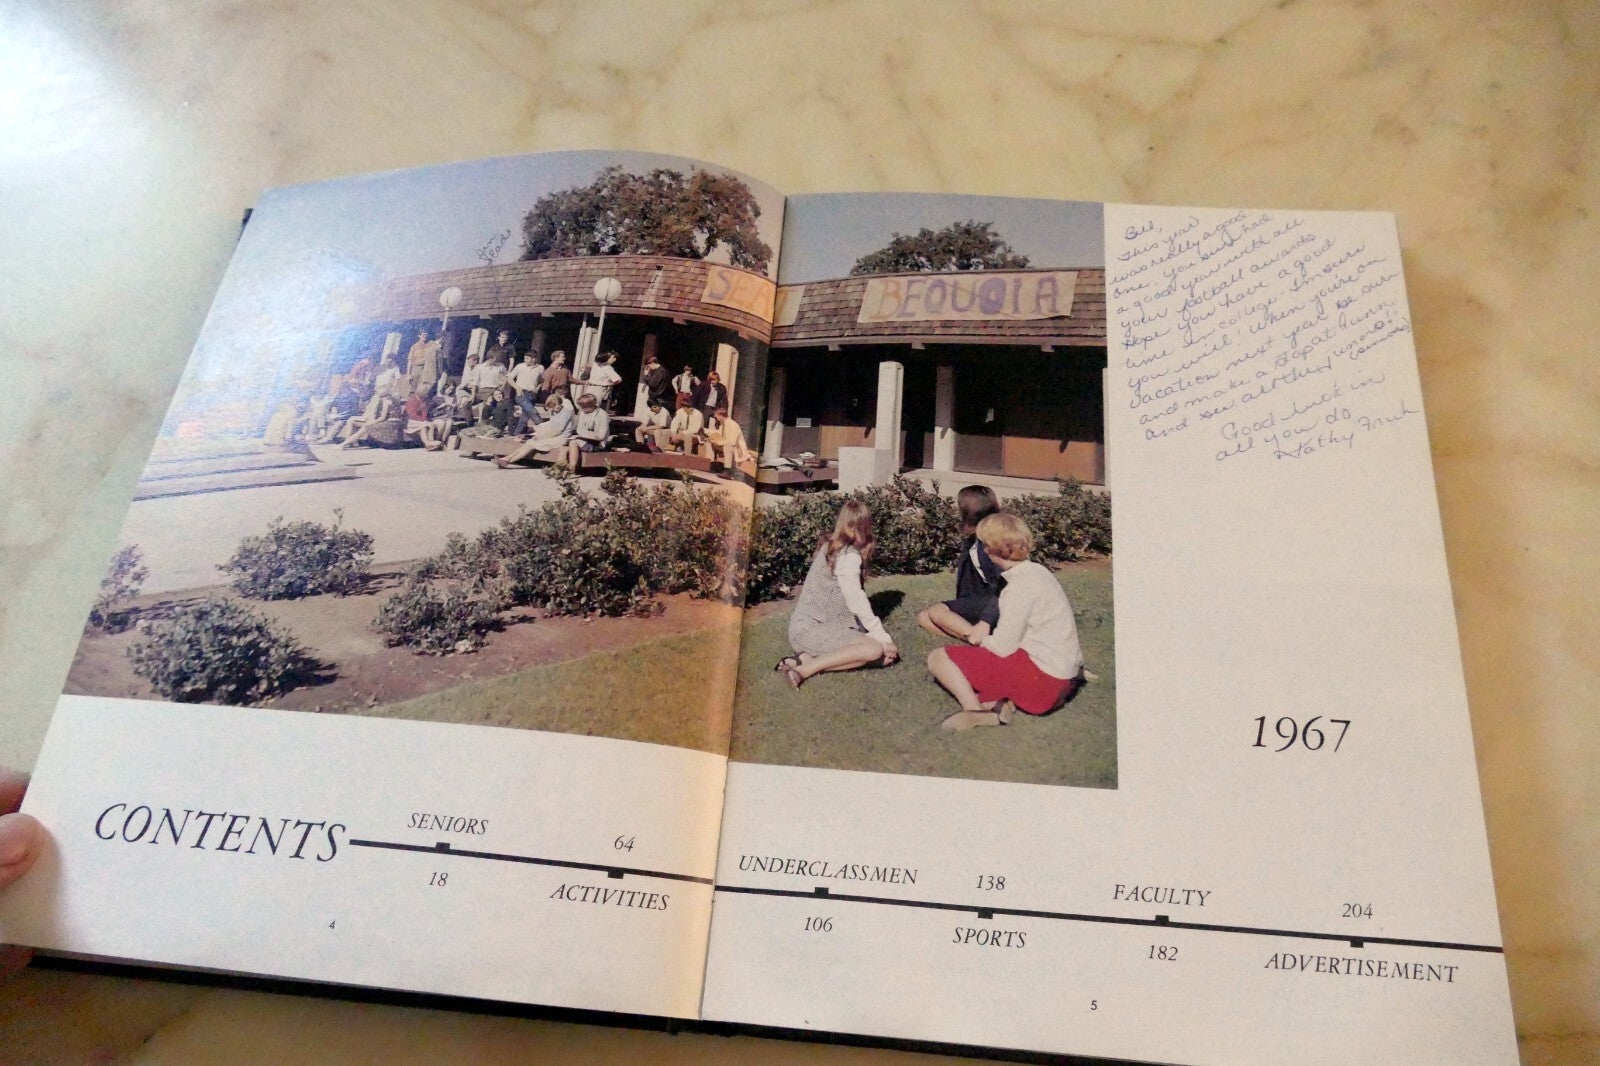 Jim
SEQUOIA
Bill,
This year
was really a good
one. You sure had
a good year with all
your football awards
Hope you have a good
time in college. I'm sure
you will! When you're on
vacation next year be sure
and make a stop at
and see all the!!
Good luck in
all you do
Kathy
1967
CONTENTS
SENIORS
18
64
ACTIVITIES
4
UNDERCLASSMEN
106
138
SPORTS
FACULTY
182
204
ADVERTISEMENT
5